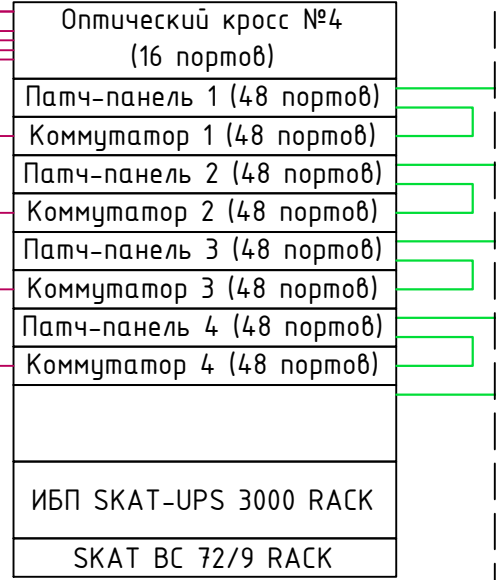 Оптический кросс №4
(16 портов)
Патч-панель 1 (48 портов)
Коммутатор 1 (48 портов)
Патч-панель 2 (48 портов)
Коммутатор 2 (48 портов)
Патч-панель 3 (48 портов)
Коммутатор 3 (48 портов)
Патч-панель 4 (48 портов)
Коммутатор 4 (48 портов)
ИБП SKAT-UPS 3000 RACK
SKAT BC 72/9 RACK